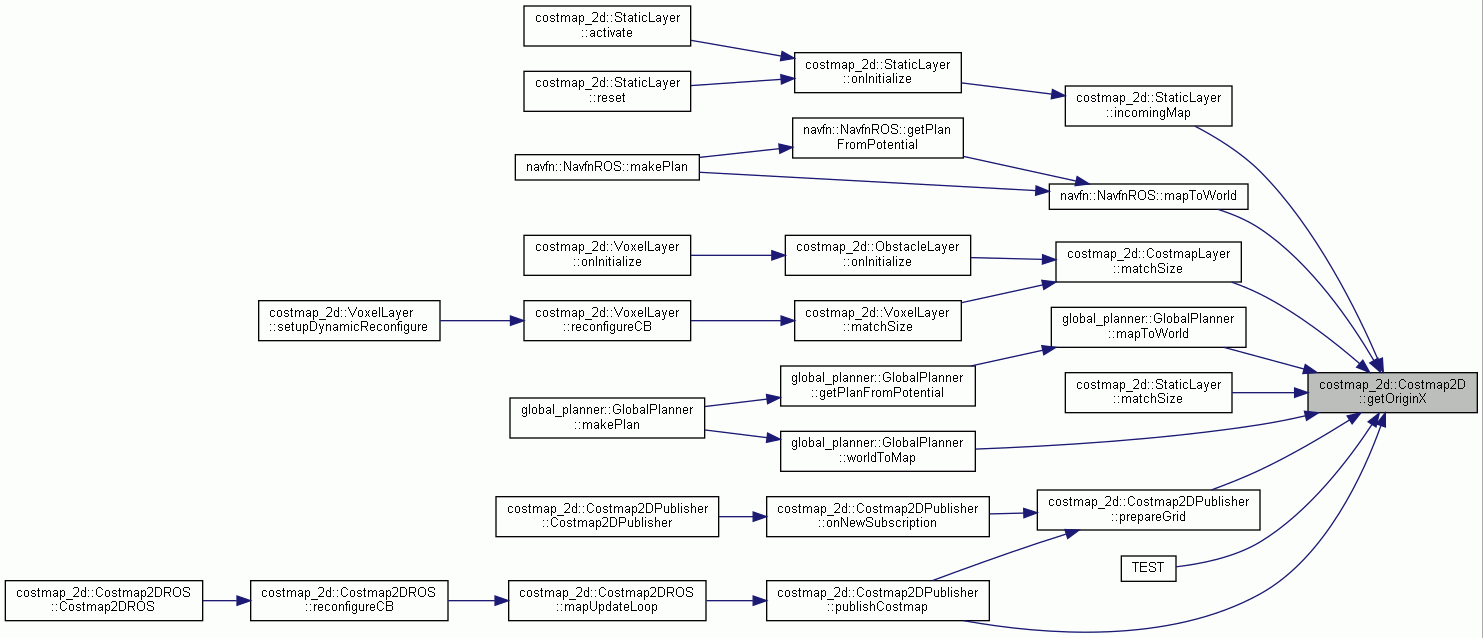 costmap_2d::StaticLayer
::activate
costmap_2d::StaticLayer
::onInitialize
costmap_2d::StaticLayer
::reset
costmap_2d::StaticLayer
::incomingMap
navfn::NavfnROS::getPlan
FromPotential
navfn::NavfnROS::makePlan
navfn::NavfnROS::mapToWorld
costmap_2d::VoxelLayer
::onInitialize
costmap_2d::ObstacleLayer
::onInitialize
costmap_2d::CostmapLayer
::matchSize
costmap_2d::VoxelLayer
::setupDynamicReconfigure
costmap_2d::VoxelLayer
::reconfigureCB
costmap_2d::VoxelLayer
::matchSize
global_planner::GlobalPlanner
::mapToWorld
global_planner::GlobalPlanner
::getPlanFromPotential
costmap_2d::StaticLayer
::matchSize
costmap_2d::Costmap2D
::getOriginX
global_planner::GlobalPlanner
::makePlan
global_planner::GlobalPlanner
::worldToMap
costmap_2d::Costmap2DPublisher
::Costmap2DPublisher
costmap_2d::Costmap2DPublisher
::onNewSubscription
costmap_2d::Costmap2DPublisher
::prepareGrid
TEST
costmap_2d::Costmap2DROS
::Costmap2DROS
costmap_2d::Costmap2DROS
::reconfigureCB
costmap_2d::Costmap2DROS
::mapUpdateLoop
costmap_2d::Costmap2DPublisher
::publishCostmap